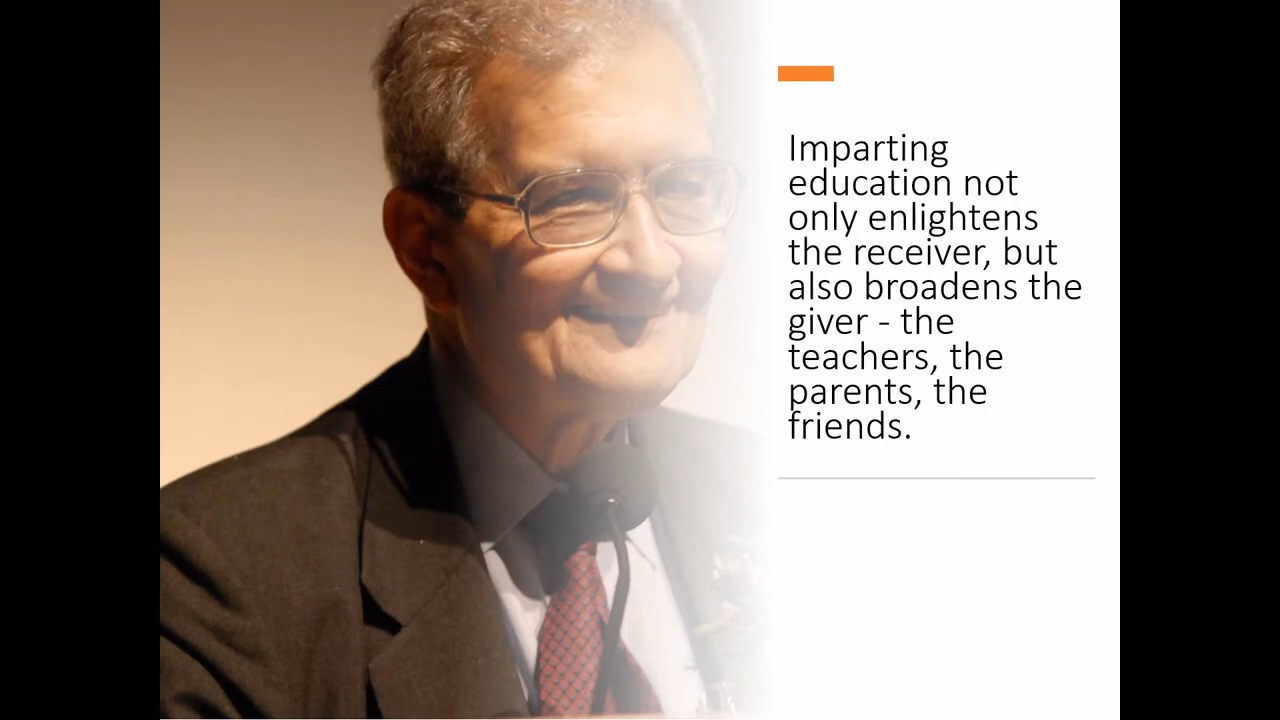 Imparting
education not
only enlightens
the receiver, but
also broadens the
giver - the
teachers, the
parents, the
friends.